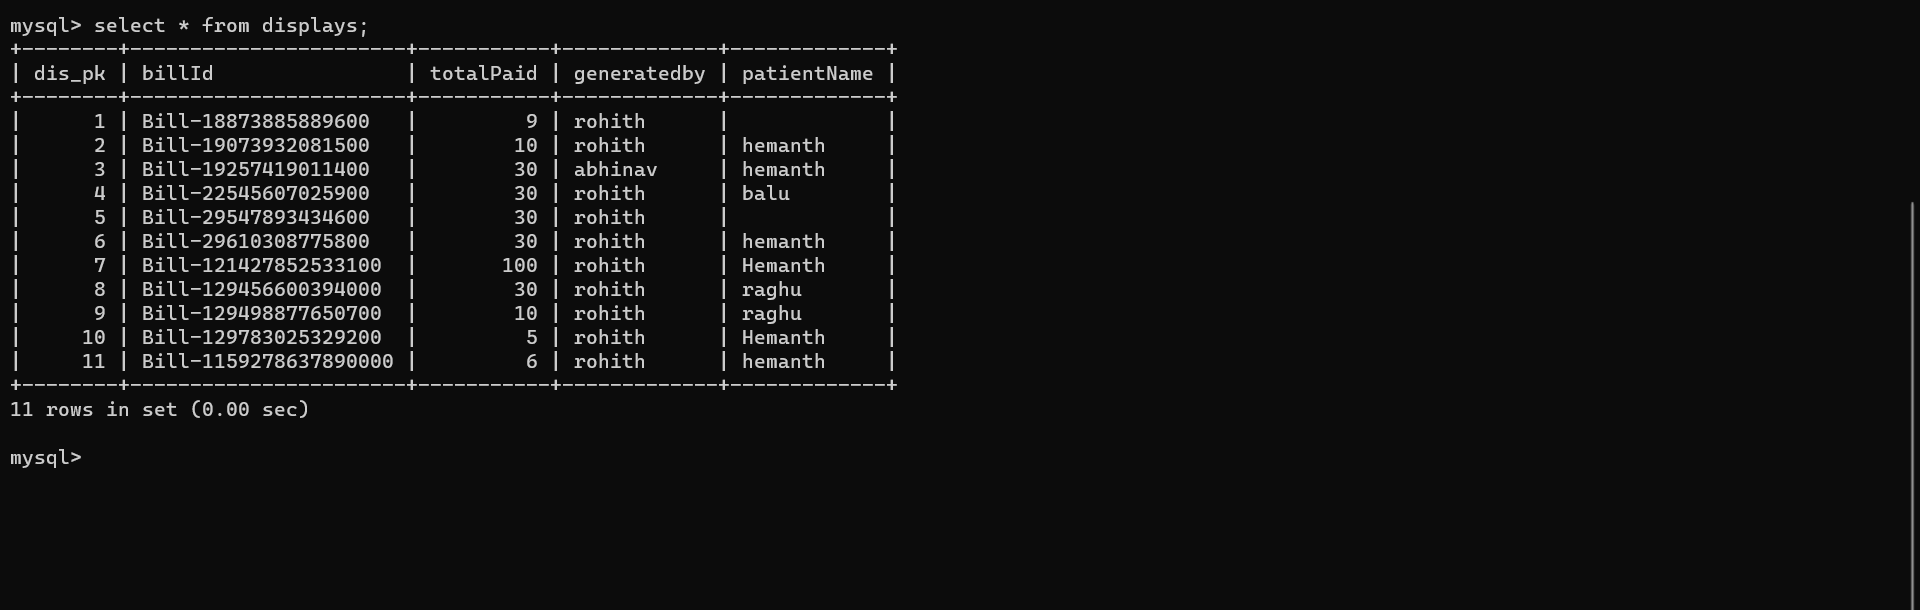 mysql> select * from displays;
+--------+-----------------------+-----------+-------------+-------------+
| dis_pk | billId                | totalPaid | generatedby | patientName |
+--------+-----------------------+-----------+-------------+-------------+
|      1 | Bill-18873885889600   |         9 | rohith      |             |
|      2 | Bill-19073932081500   |        10 | rohith      | hemanth     |
|      3 | Bill-19257419011400   |        30 | abhinav     | hemanth     |
|      4 | Bill-22545607025900   |        30 | rohith      | balu        |
|      5 | Bill-29547893434600   |        30 | rohith      |             |
|      6 | Bill-29610308775800   |        30 | rohith      | hemanth     |
|      7 | Bill-121427852533100  |       100 | rohith      | Hemanth     |
|      8 | Bill-129456600394000  |        30 | rohith      | raghu       |
|      9 | Bill-129498877650700  |        10 | rohith      | raghu       |
|     10 | Bill-129783025329200  |         5 | rohith      | Hemanth     |
|     11 | Bill-1159278637890000 |         6 | rohith      | hemanth     |
+--------+-----------------------+-----------+-------------+-------------+
11 rows in set (0.00 sec)
mysql>